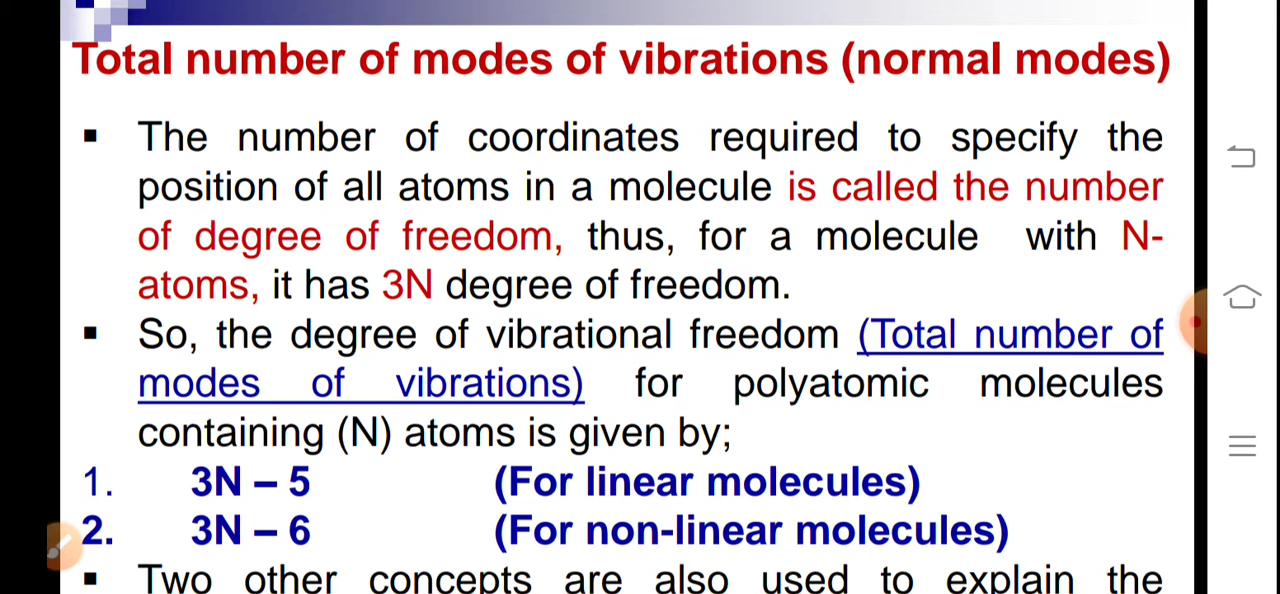 Total number of modes of vibrations (normal modes)
▪ The number of coordinates required to specify the
position of all atoms in a molecule is called the number
of degree of freedom, thus, for a molecule with N-
atoms, it has 3N degree of freedom.
▪ So, the degree of vibrational freedom (Total number of
modes of vibrations) for polyatomic molecules
containing (N) atoms is given by;
1. 3N – 5 (For linear molecules)
2. 3N – 6 (For non-linear molecules)
▪ Two other concepts are also used to explain the